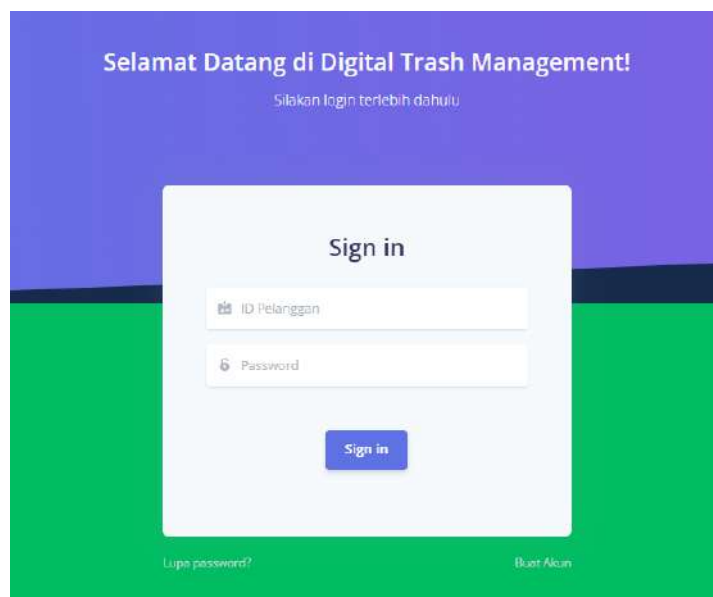 Selamat Datang di Digital Trash Management!
Silakan login terlebih dahulu
Sign in
ID Pelanggan
Password
Sign in
Lupa password?
Buat Akun